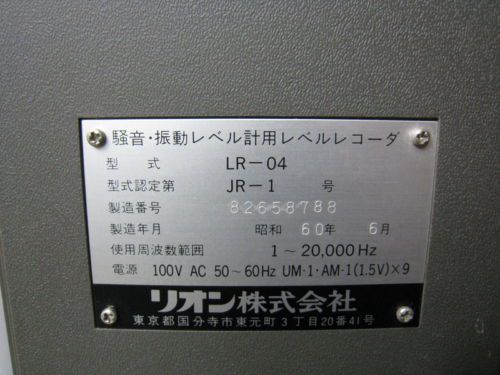 騒音・振動レベル計用レベルレコーダ
型式 LR-04
型式認定第 JR-1 号
製造番号 82658788
製造年月 昭和 60年 6月
使用周波数範囲 1~20,000Hz
電源 100V AC 50~60Hz UM-1・AM-1(1.5V)×9
リオン株式会社
東京都国分寺市東元町3丁目20番41号